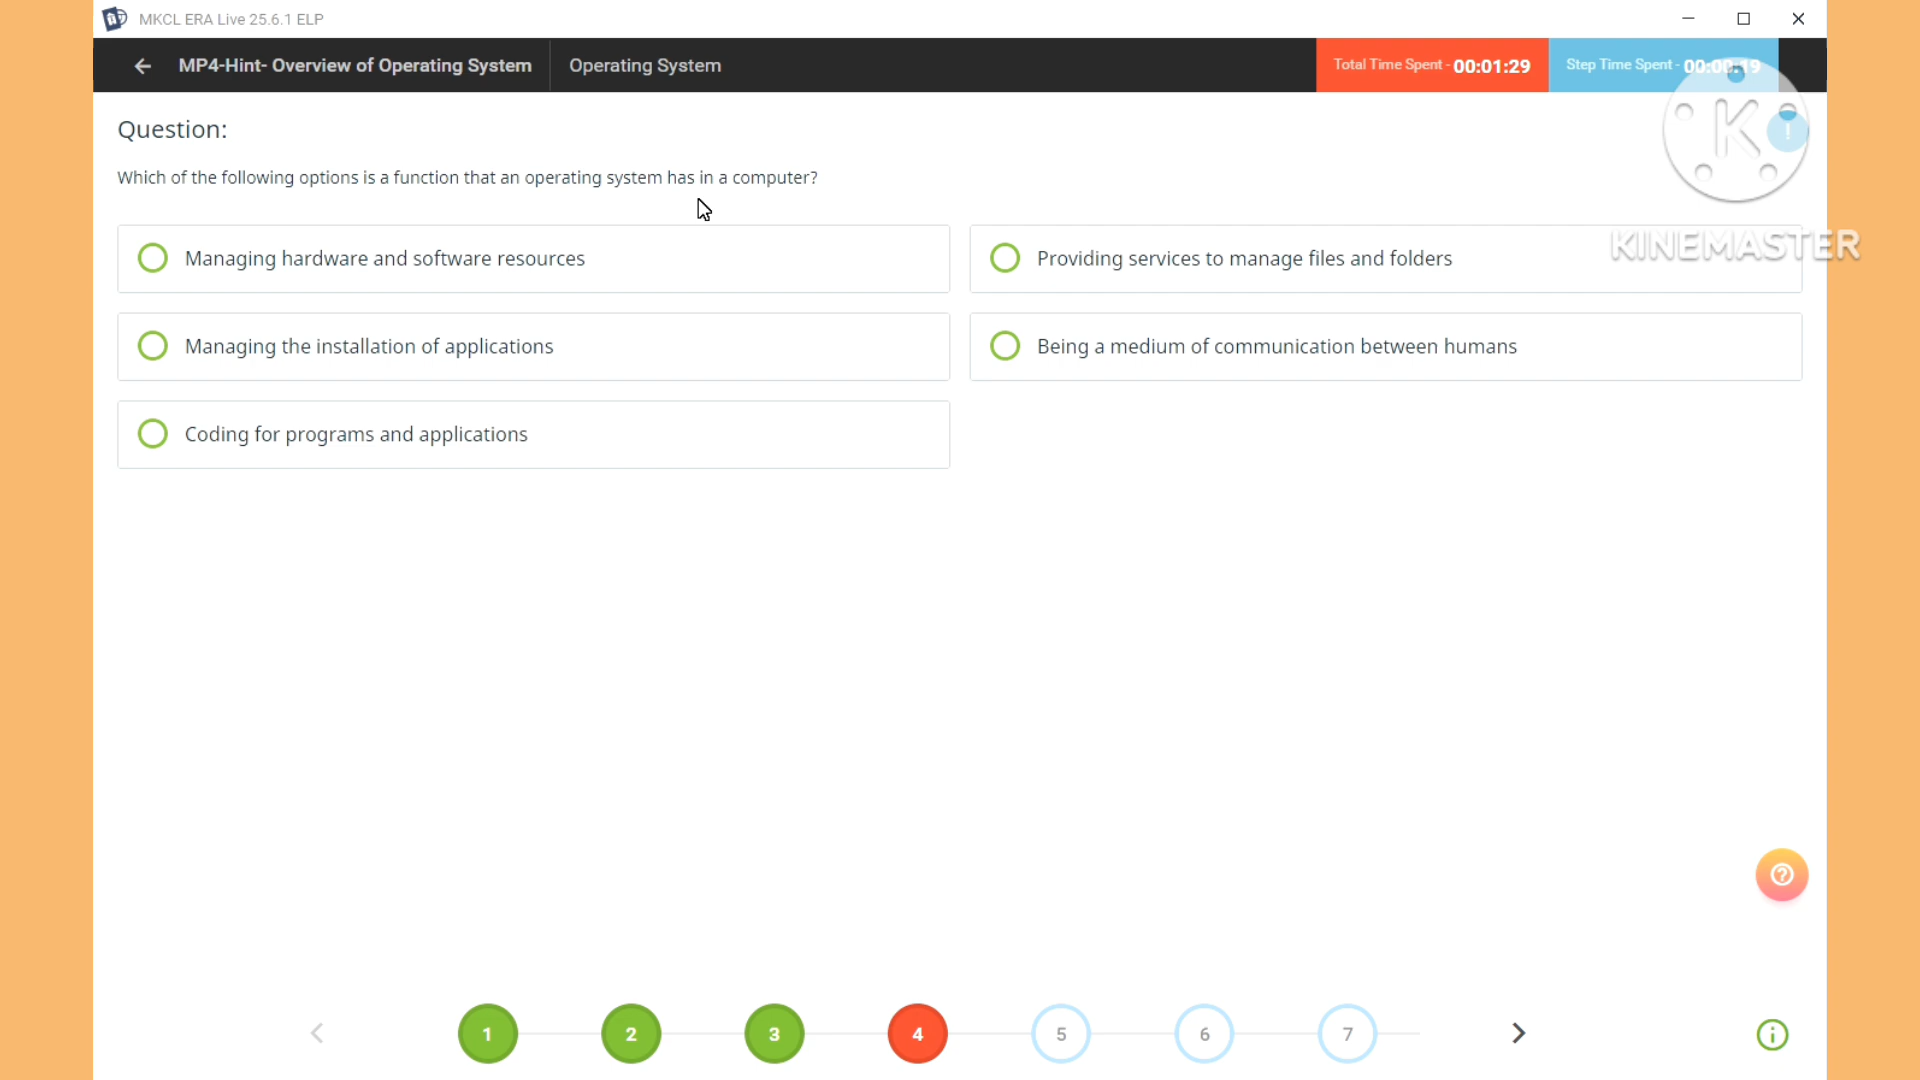 MKCL ERA Live 25.6.1 ELP
MP4-Hint- Overview of Operating System
Operating System
Total Time Spent - 00:01:29
Step Time Spent - 00:00:19
Question:
Which of the following options is a function that an operating system has in a computer?
K
!
KINEMASTER
Managing hardware and software resources
Providing services to manage files and folders
Managing the installation of applications
Being a medium of communication between humans
Coding for programs and applications
?
1 2 3 4 5 6 7
i